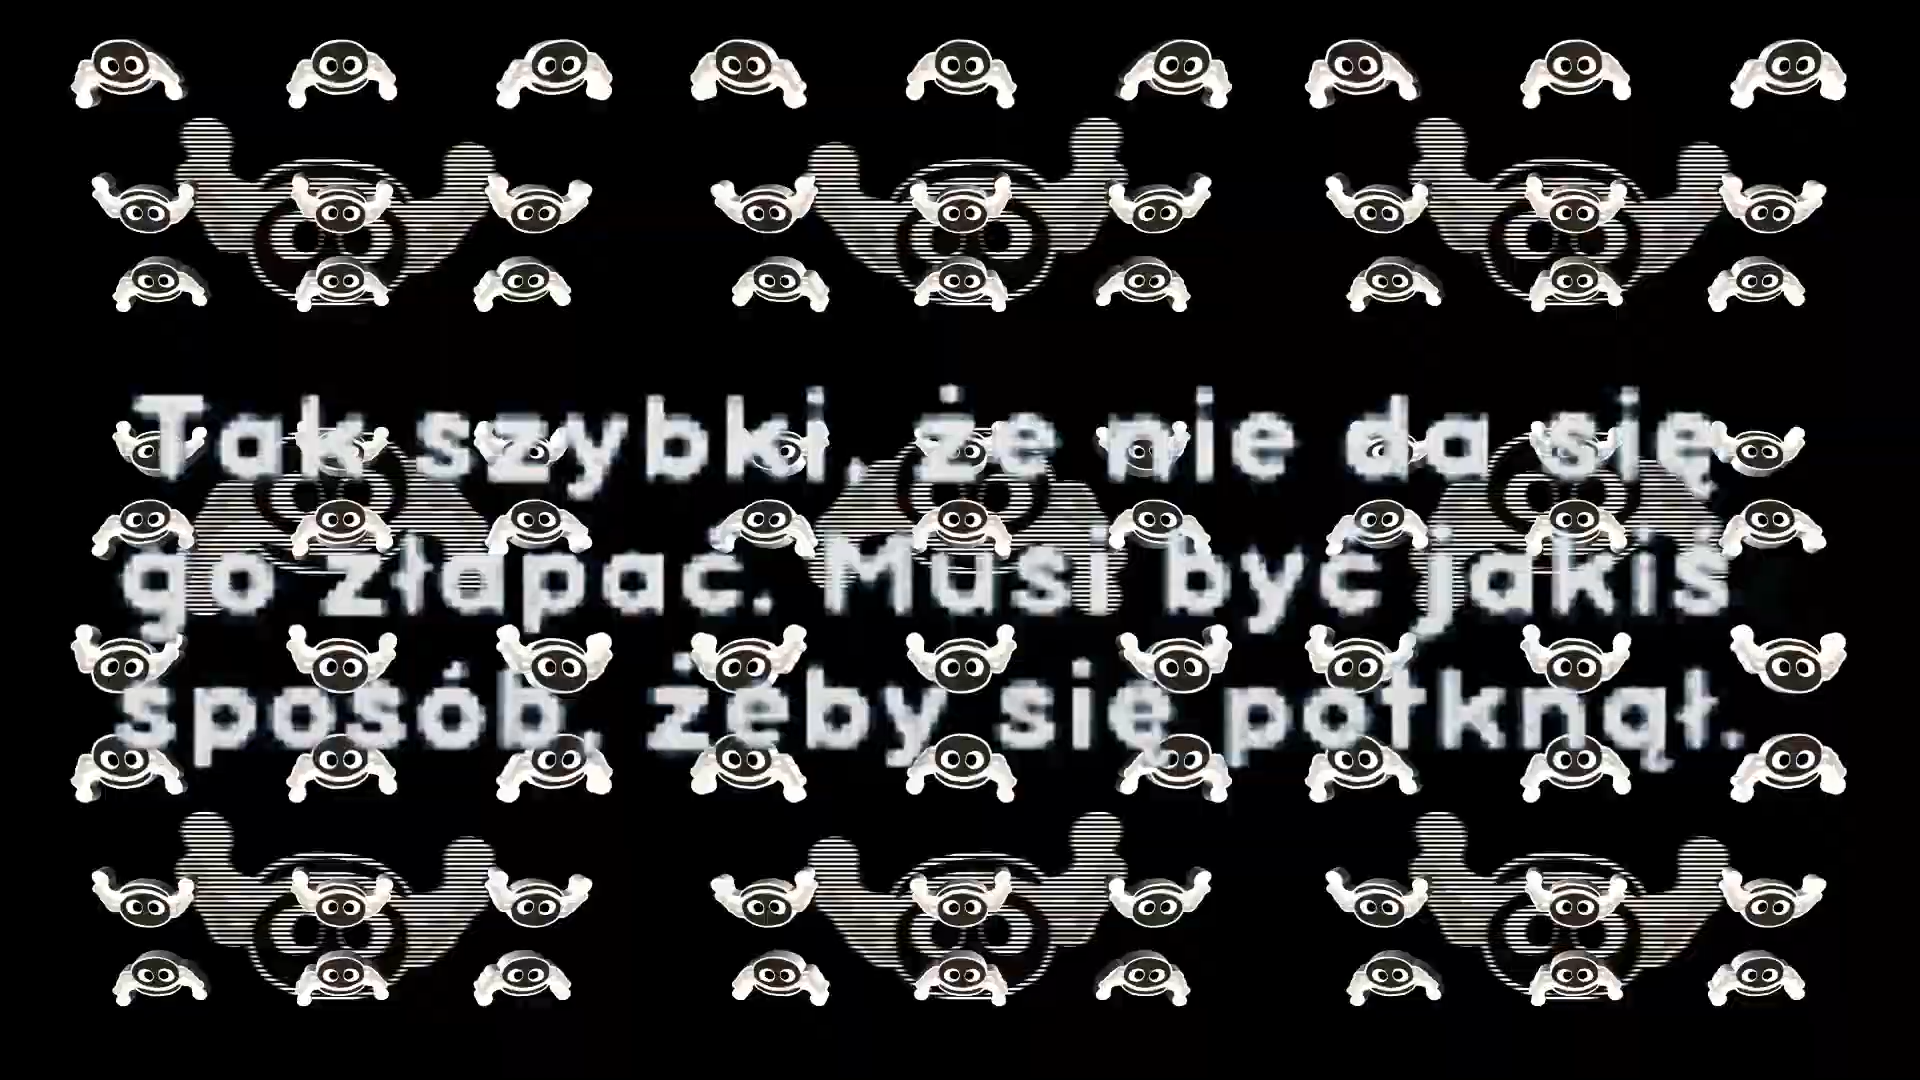 Tak szybki, że nie da się
go złapać. Musi być jakiś
sposób, żeby się potknął.